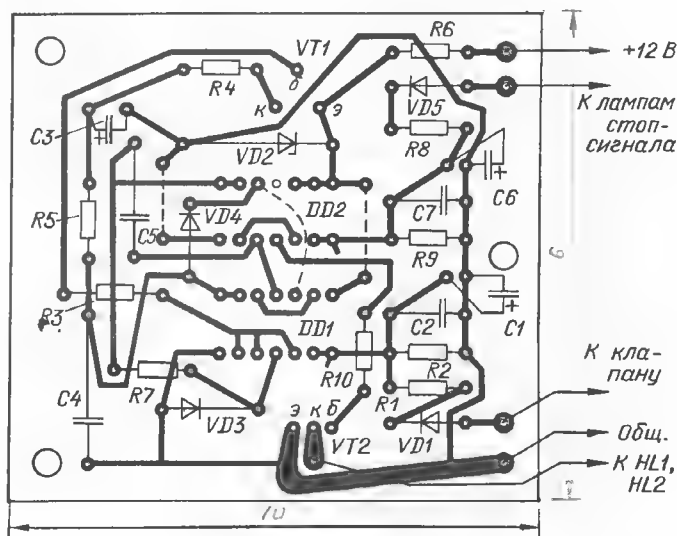 R6
+12 В
VT1
б
R4
к
э
VD5
К лампам
стоп-
сигнала
C3
+
VD2
R8
+
C6
C7
R5
VD4
DD2
C5
R9
R3
DD1
C2
C1
+
К кла-
пану
R7
R10
R2
C4
R1
VD3
э
к
б
VT2
VD1
Общ.
К HL1,
HL2
10